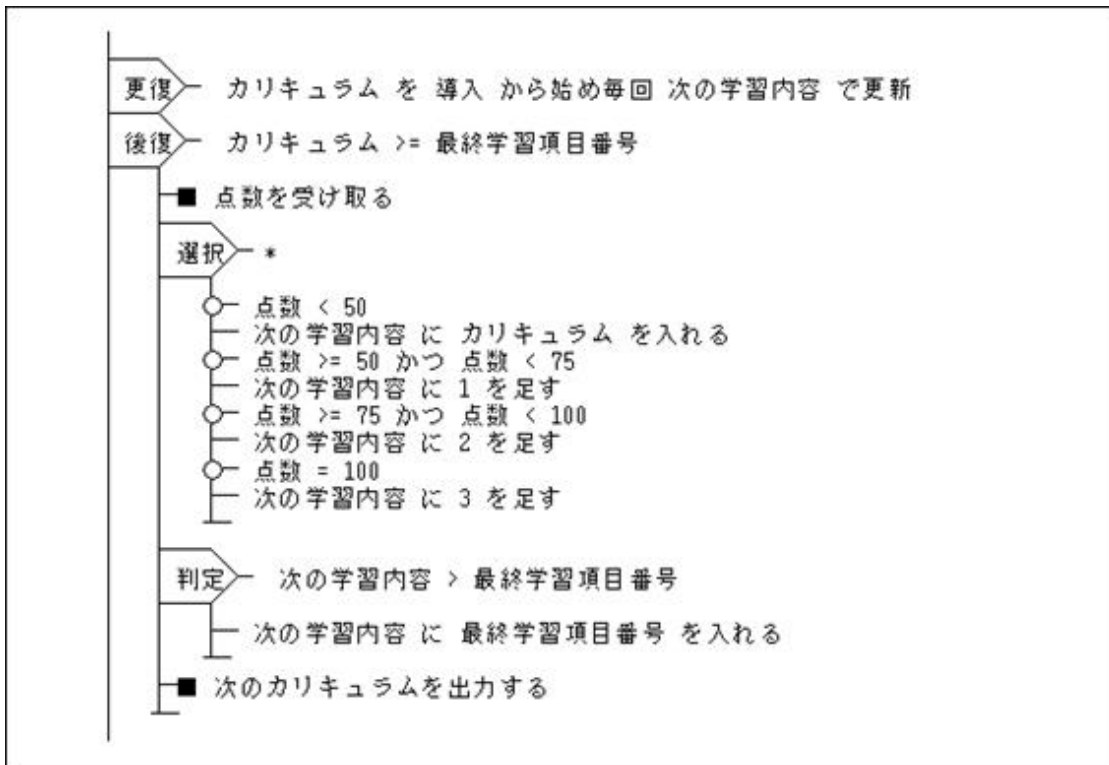 更復 カリキュラム を 導入 から始め毎回 次の学習内容 で更新
後復 カリキュラム >= 最終学習項目番号
■ 点数を受け取る
選択 *
点数 < 50
次の学習内容 に カリキュラム を入れる
点数 >= 50 かつ 点数 < 75
次の学習内容 に 1 を足す
点数 >= 75 かつ 点数 < 100
次の学習内容 に 2 を足す
点数 = 100
次の学習内容 に 3 を足す
判定 次の学習内容 > 最終学習項目番号
次の学習内容 に 最終学習項目番号 を入れる
■ 次のカリキュラムを出力する